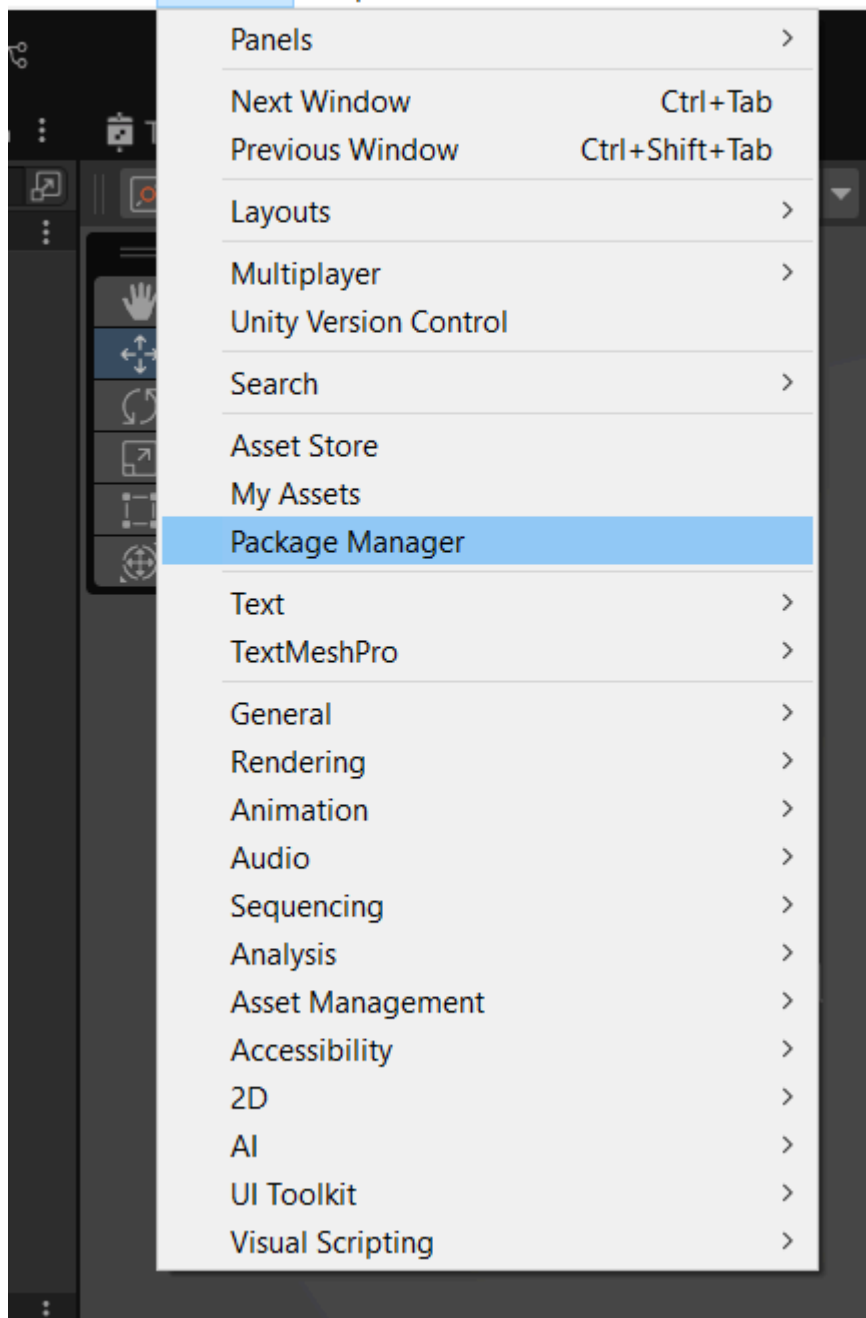 Panels
Next Window Ctrl+Tab
Previous Window Ctrl+Shift+Tab
Layouts
Multiplayer
Unity Version Control
Search
Asset Store
My Assets
Package Manager
Text
TextMeshPro
General
Rendering
Animation
Audio
Sequencing
Analysis
Asset Management
Accessibility
2D
AI
UI Toolkit
Visual Scripting